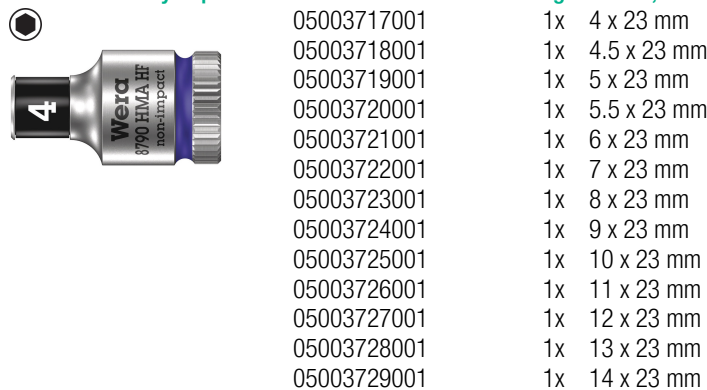 05003717001 1x 4 x 23 mm
05003718001 1x 4.5 x 23 mm
05003719001 1x 5 x 23 mm
05003720001 1x 5.5 x 23 mm
05003721001 1x 6 x 23 mm
05003722001 1x 7 x 23 mm
05003723001 1x 8 x 23 mm
05003724001 1x 9 x 23 mm
05003725001 1x 10 x 23 mm
05003726001 1x 11 x 23 mm
05003727001 1x 12 x 23 mm
05003728001 1x 13 x 23 mm
05003729001 1x 14 x 23 mm
4
Wera
8790 HMA HF
non-impact